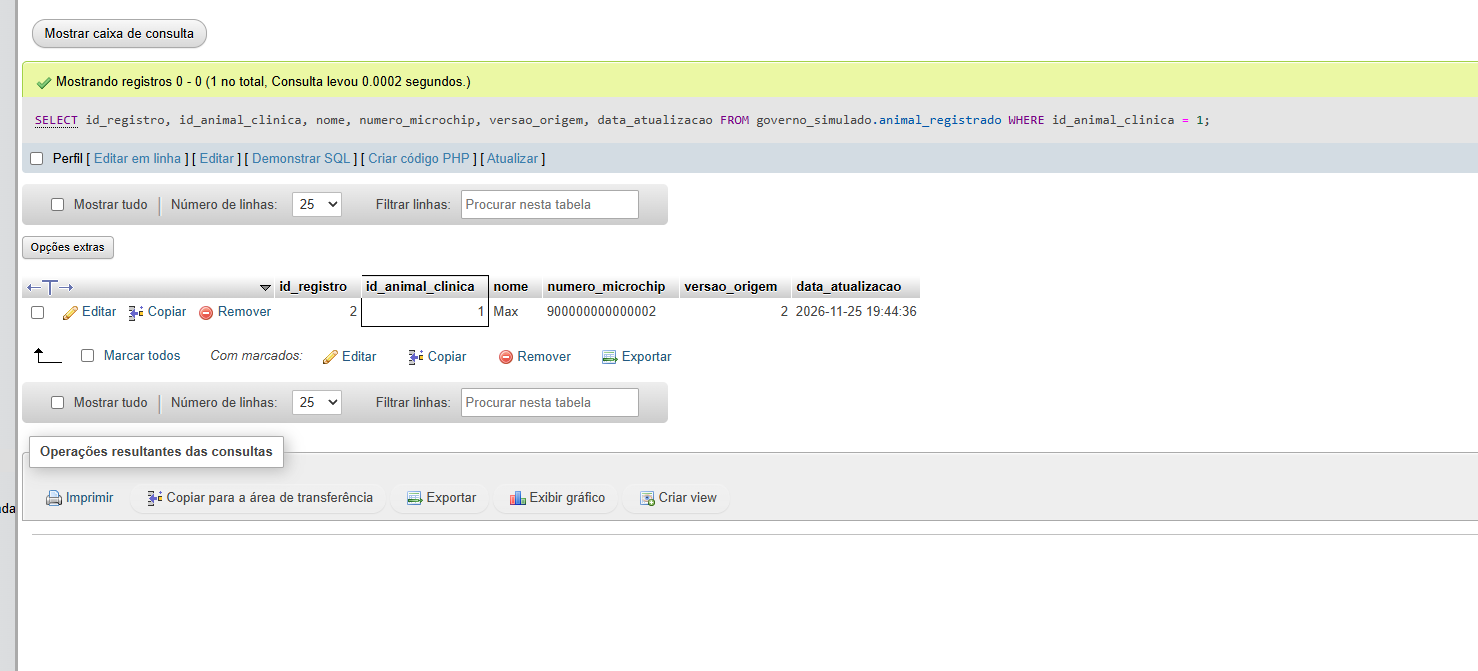 Mostrar caixa de consulta
Mostrando registros 0 - 0 (1 no total, Consulta levou 0.0002 segundos.)
SELECT id_registro, id_animal_clinica, nome, numero_microchip, versao_origem, data_atualizacao FROM governo_simulado.animal_registrado WHERE id_animal_clinica = 1;
Perfil [ Editar em linha ] [ Editar ] [ Demonstrar SQL ] [ Criar código PHP ] [ Atualizar ]
Mostrar tudo Número de linhas: 25 Filtrar linhas: Procurar nesta tabela
Opções extras
←T→ id_registro id_animal_clinica nome numero_microchip versao_origem data_atualizacao
Editar Copiar Remover 2 1 Max 900000000000002 2 2026-11-25 19:44:36
Marcar todos Com marcados: Editar Copiar Remover Exportar
Mostrar tudo Número de linhas: 25 Filtrar linhas: Procurar nesta tabela
Operações resultantes das consultas
Imprimir Copiar para a área de transferência Exportar Exibir gráfico Criar view